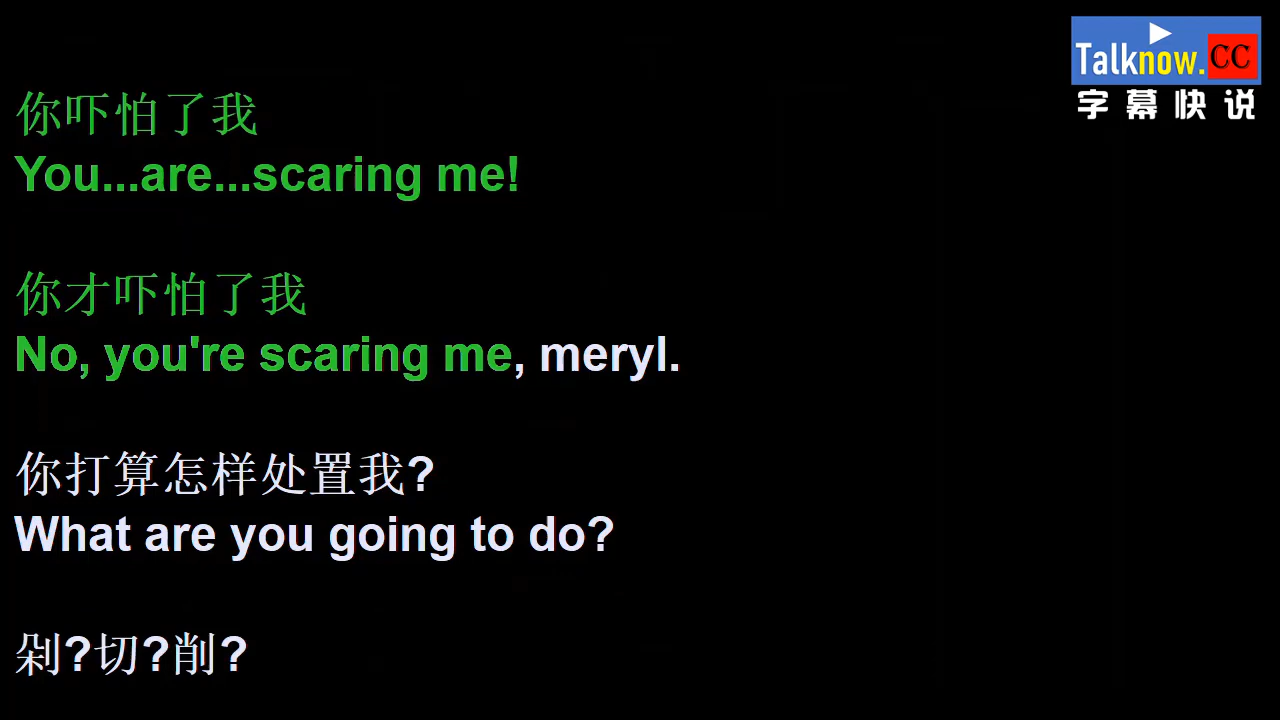 Talknow.CC
字幕快说
你吓怕了我
You...are...scaring me!
你才吓怕了我
No, you're scaring me, meryl.
你打算怎样处置我?
What are you going to do?
剁?切?削?